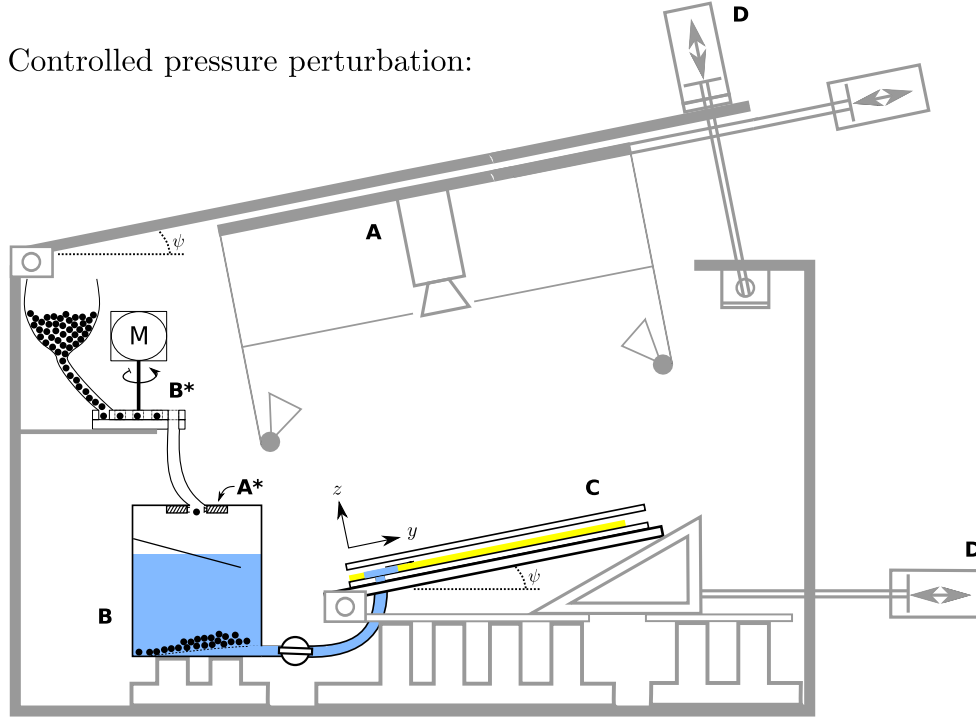 D
Controlled pressure perturbation:
A
ψ
M
B*
A*
z
C
y
D
ψ
B